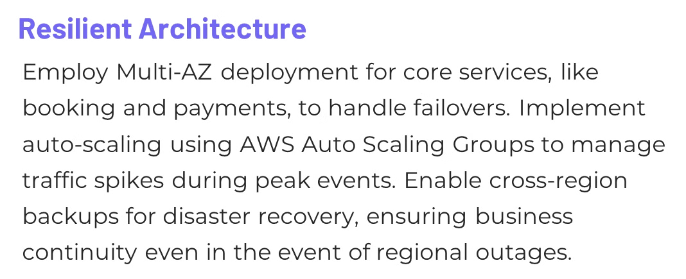 Resilient Architecture
Employ Multi-AZ deployment for core services, like
booking and payments, to handle failovers. Implement
auto-scaling using AWS Auto Scaling Groups to manage
traffic spikes during peak events. Enable cross-region
backups for disaster recovery, ensuring business
continuity even in the event of regional outages.